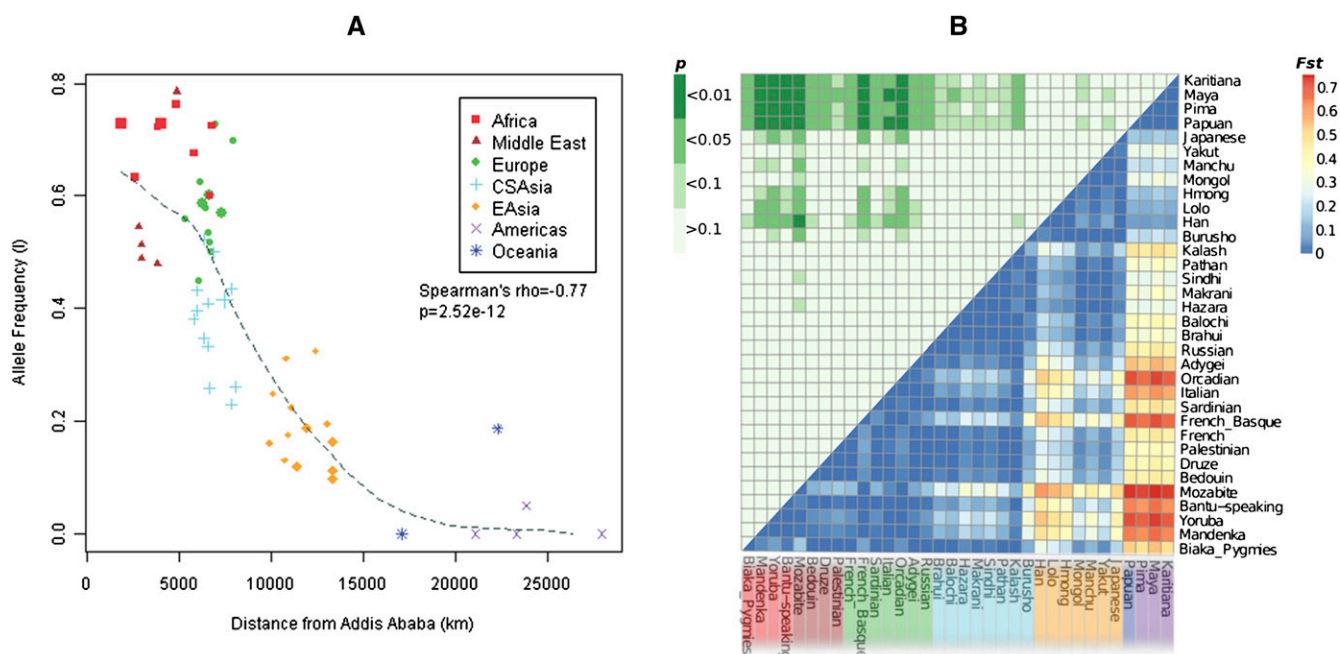 A
B
0.8
0.6
0.4
0.2
0.0
Allele Frequency (I)
0
5000
10000
15000
20000
25000
Distance from Addis Ababa (km)
Africa
Middle East
Europe
CSAsia
EAsia
Americas
Oceania
Spearman's rho=-0.77
p=2.52e-12
p
<0.01
<0.05
<0.1
>0.1
Karitiana
Maya
Pima
Papuan
Japanese
Yakut
Manchu
Mongol
Hmong
Lolo
Han
Burusho
Kalash
Pathan
Sindhi
Makrani
Hazara
Balochi
Brahui
Russian
Adygei
Orcadian
Italian
Sardinian
French_Basque
French
Palestinian
Druze
Bedouin
Mozabite
Bantu-speaking
Yoruba
Mandenka
Biaka_Pygmies
Fst
0.7
0.6
0.5
0.4
0.3
0.2
0.1
0
Biaka_Pygmies
Mandenka
Yoruba
Bantu-speaking
Mozabite
Bedouin
Druze
Palestinian
French
French_Basque
Sardinian
Italian
Orcadian
Adygei
Russian
Brahui
Balochi
Hazara
Makrani
Sindhi
Pathan
Kalash
Burusho
Han
Lolo
Hmong
Mongol
Manchu
Yakut
Japanese
Papuan
Pima
Maya
Karitiana